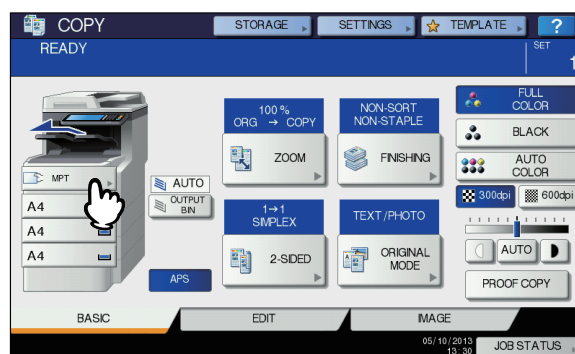 COPY
STORAGE
SETTINGS
TEMPLATE
?
READY
SET
1
100 %
ORG → COPY
ZOOM
NON-SORT
NON-STAPLE
FINISHING
FULL
COLOR
BLACK
AUTO
COLOR
300dpi
600dpi
MPT
A4
A4
A4
AUTO
OUTPUT
BIN
APS
1→1
SIMPLEX
2-SIDED
TEXT/PHOTO
ORIGINAL
MODE
AUTO
PROOF COPY
BASIC
EDIT
IMAGE
05/10/2013
13:30
JOB STATUS